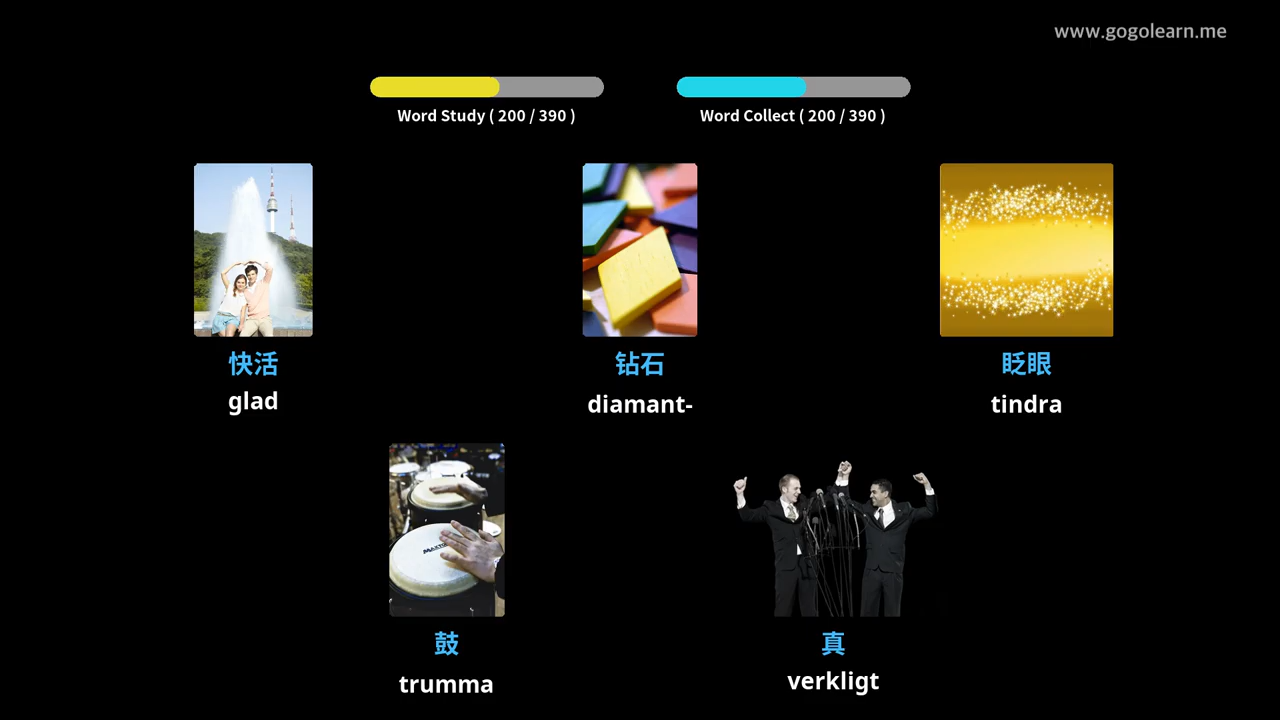 www.gogolearn.me
Word Study ( 200 / 390 )
Word Collect ( 200 / 390 )
快活
glad
钻石
diamant-
眨眼
tindra
鼓
trumma
真
verkligt